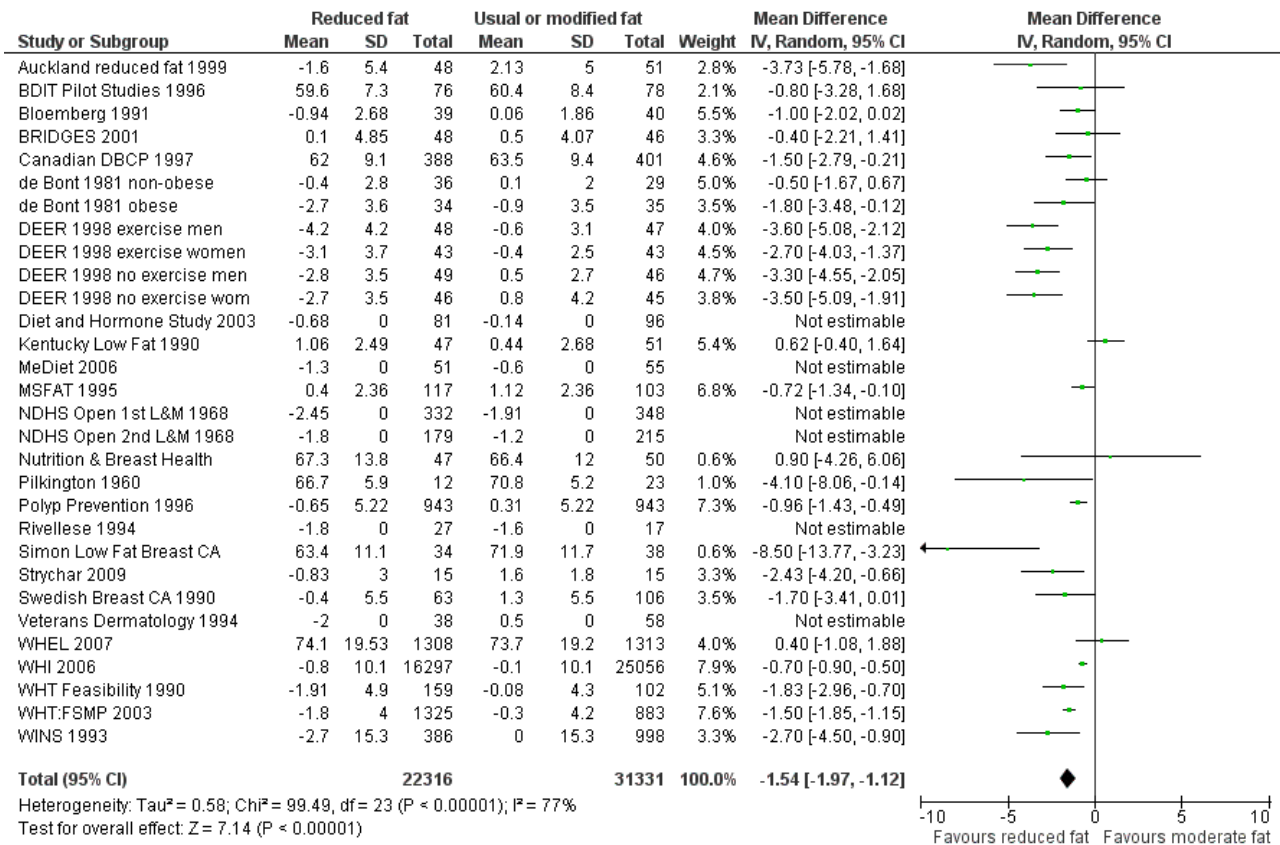 Reduced fat Usual or modified fat Mean Difference Mean Difference
Study or Subgroup Mean SD Total Mean SD Total Weight IV, Random, 95% CI IV, Random, 95% CI
Auckland reduced fat 1999 -1.6 5.4 48 2.13 5 51 2.8% -3.73 [-5.78, -1.68]
BDIT Pilot Studies 1996 59.6 7.3 76 60.4 8.4 78 2.1% -0.80 [-3.28, 1.68]
Bloemberg 1991 -0.94 2.68 39 0.06 1.86 40 5.5% -1.00 [-2.02, 0.02]
BRIDGES 2001 0.1 4.85 48 0.5 4.07 46 3.3% -0.40 [-2.21, 1.41]
Canadian DBCP 1997 62 9.1 388 63.5 9.4 401 4.6% -1.50 [-2.79, -0.21]
de Bont 1981 non-obese -0.4 2.8 36 0.1 2 29 5.0% -0.50 [-1.67, 0.67]
de Bont 1981 obese -2.7 3.6 34 -0.9 3.5 35 3.5% -1.80 [-3.48, -0.12]
DEER 1998 exercise men -4.2 4.2 48 -0.6 3.1 47 4.0% -3.60 [-5.08, -2.12]
DEER 1998 exercise women -3.1 3.7 43 -0.4 2.5 43 4.5% -2.70 [-4.03, -1.37]
DEER 1998 no exercise men -2.8 3.5 49 0.5 2.7 46 4.7% -3.30 [-4.55, -2.05]
DEER 1998 no exercise wom -2.7 3.5 46 0.8 4.2 45 3.8% -3.50 [-5.09, -1.91]
Diet and Hormone Study 2003 -0.68 0 81 -0.14 0 96 Not estimable
Kentucky Low Fat 1990 1.06 2.49 47 0.44 2.68 51 5.4% 0.62 [-0.40, 1.64]
MeDiet 2006 -1.3 0 51 -0.6 0 55 Not estimable
MSFAT 1995 0.4 2.36 117 1.12 2.36 103 6.8% -0.72 [-1.34, -0.10]
NDHS Open 1st L&M 1968 -2.45 0 332 -1.91 0 348 Not estimable
NDHS Open 2nd L&M 1968 -1.8 0 179 -1.2 0 215 Not estimable
Nutrition & Breast Health 67.3 13.8 47 66.4 12 50 0.6% 0.90 [-4.26, 6.06]
Pilkington 1960 66.7 5.9 12 70.8 5.2 23 1.0% -4.10 [-8.06, -0.14]
Polyp Prevention 1996 -0.65 5.22 943 0.31 5.22 943 7.3% -0.96 [-1.43, -0.49]
Rivellese 1994 -1.8 0 27 -1.6 0 17 Not estimable
Simon Low Fat Breast CA 63.4 11.1 34 71.9 11.7 38 0.6% -8.50 [-13.77, -3.23]
Strychar 2009 -0.83 3 15 1.6 1.8 15 3.3% -2.43 [-4.20, -0.66]
Swedish Breast CA 1990 -0.4 5.5 63 1.3 5.5 106 3.5% -1.70 [-3.41, 0.01]
Veterans Dermatology 1994 -2 0 38 0.5 0 58 Not estimable
WHEL 2007 74.1 19.53 1308 73.7 19.2 1313 4.0% 0.40 [-1.08, 1.88]
WHI 2006 -0.8 10.1 16297 -0.1 10.1 25056 7.9% -0.70 [-0.90, -0.50]
WHT Feasibility 1990 -1.91 4.9 159 -0.08 4.3 102 5.1% -1.83 [-2.96, -0.70]
WHT:FSMP 2003 -1.8 4 1325 -0.3 4.2 883 7.6% -1.50 [-1.85, -1.15]
WINS 1993 -2.7 15.3 386 0 15.3 998 3.3% -2.70 [-4.50, -0.90]
Total (95% CI) 22316 31331 100.0% -1.54 [-1.97, -1.12]
Heterogeneity: Tau² = 0.58; Chi² = 99.49, df = 23 (P < 0.00001); I² = 77%
Test for overall effect: Z = 7.14 (P < 0.00001)
-10 -5 0 5 10
Favours reduced fat Favours moderate fat